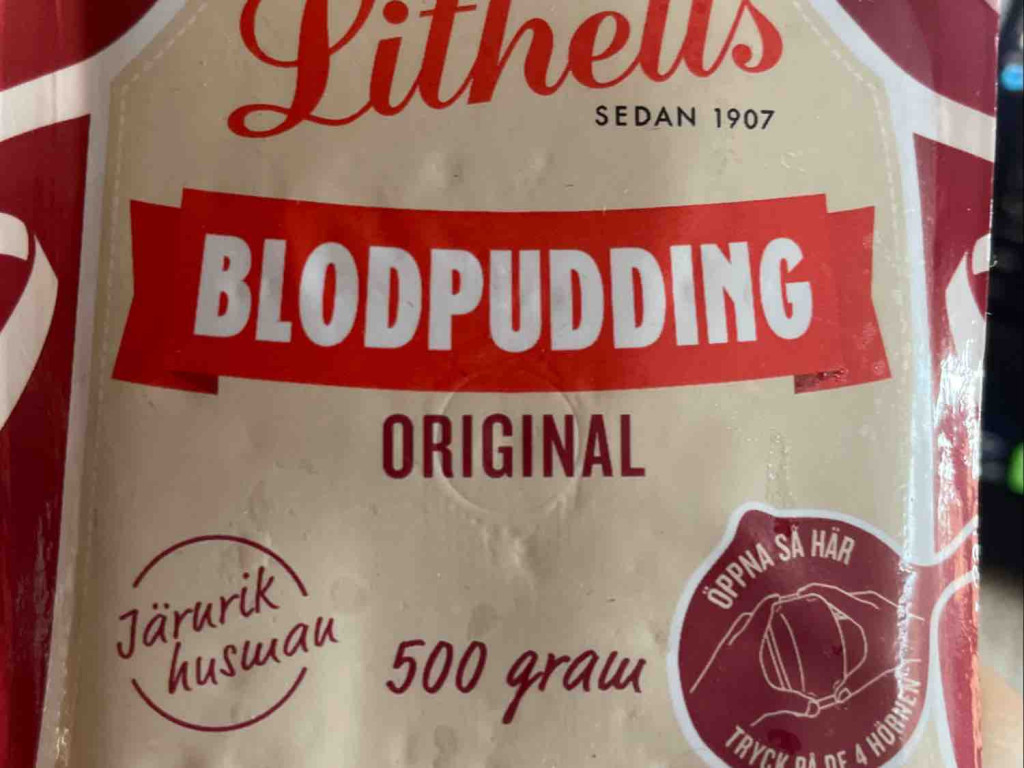 Lithells
SEDAN 1907
BLODPUDDING
ORIGINAL
Järnrik
husman
500 gram
ÖPPNA SÅ HÄR
TRYCK PÅ DE 4 HÖRNEN